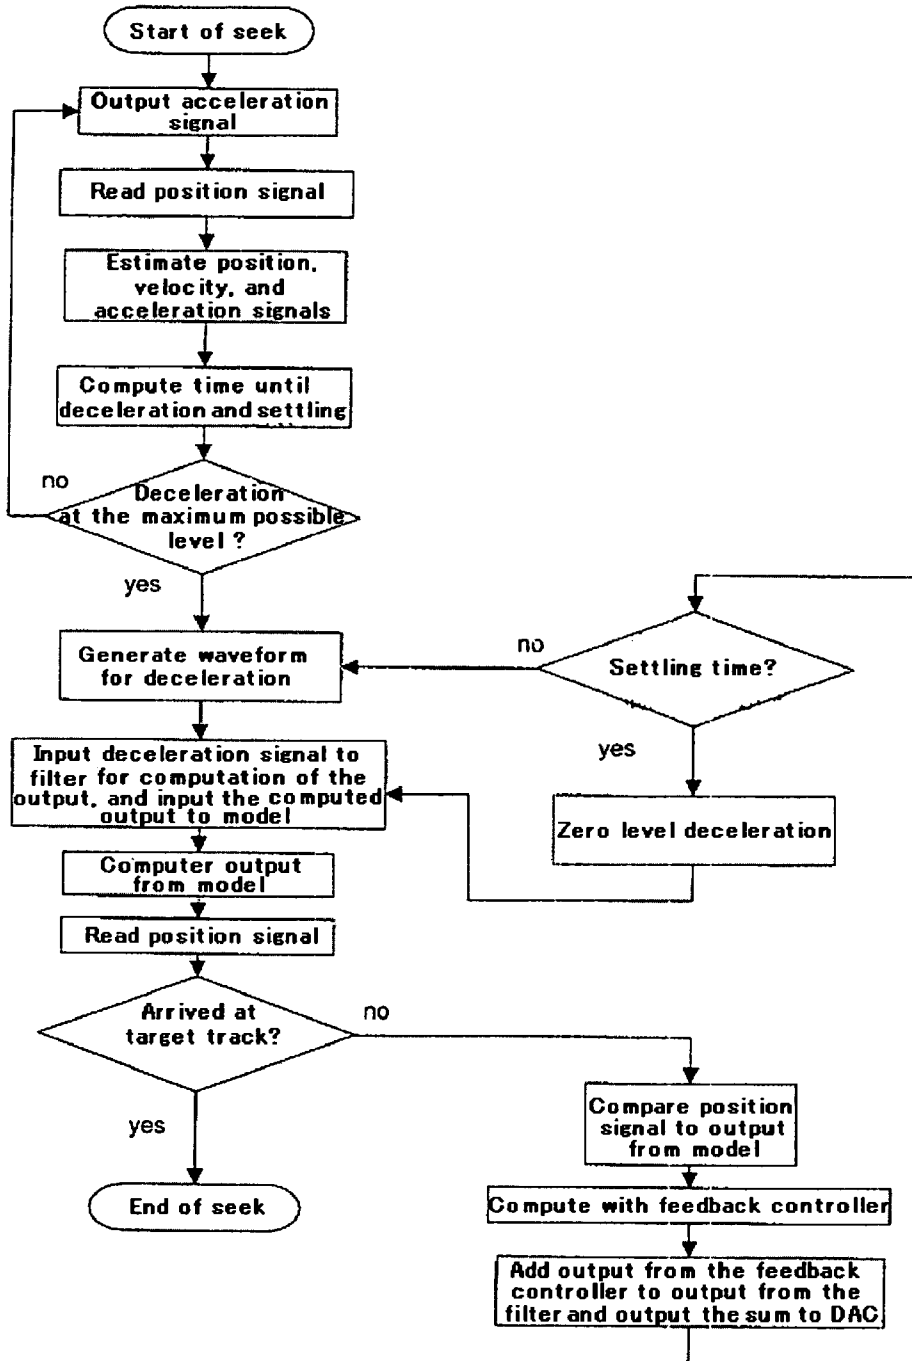 Start of seek
Output acceleration
signal
Read position signal
Estimate position,
velocity, and
acceleration signals
Compute time until
deceleration and settling
no
Deceleration
at the maximum possible
level ?
yes
Generate waveform
for deceleration
no
Settling time?
yes
Zero level deceleration
Input deceleration signal to
filter for computation of the
output, and input the computed
output to model
Computer output
from model
Read position signal
Arrived at
target track?
no
yes
End of seek
Compare position
signal to output
from model
Compute with feedback controller
Add output from the feedback
controller to output from the
filter and output the sum to DAC